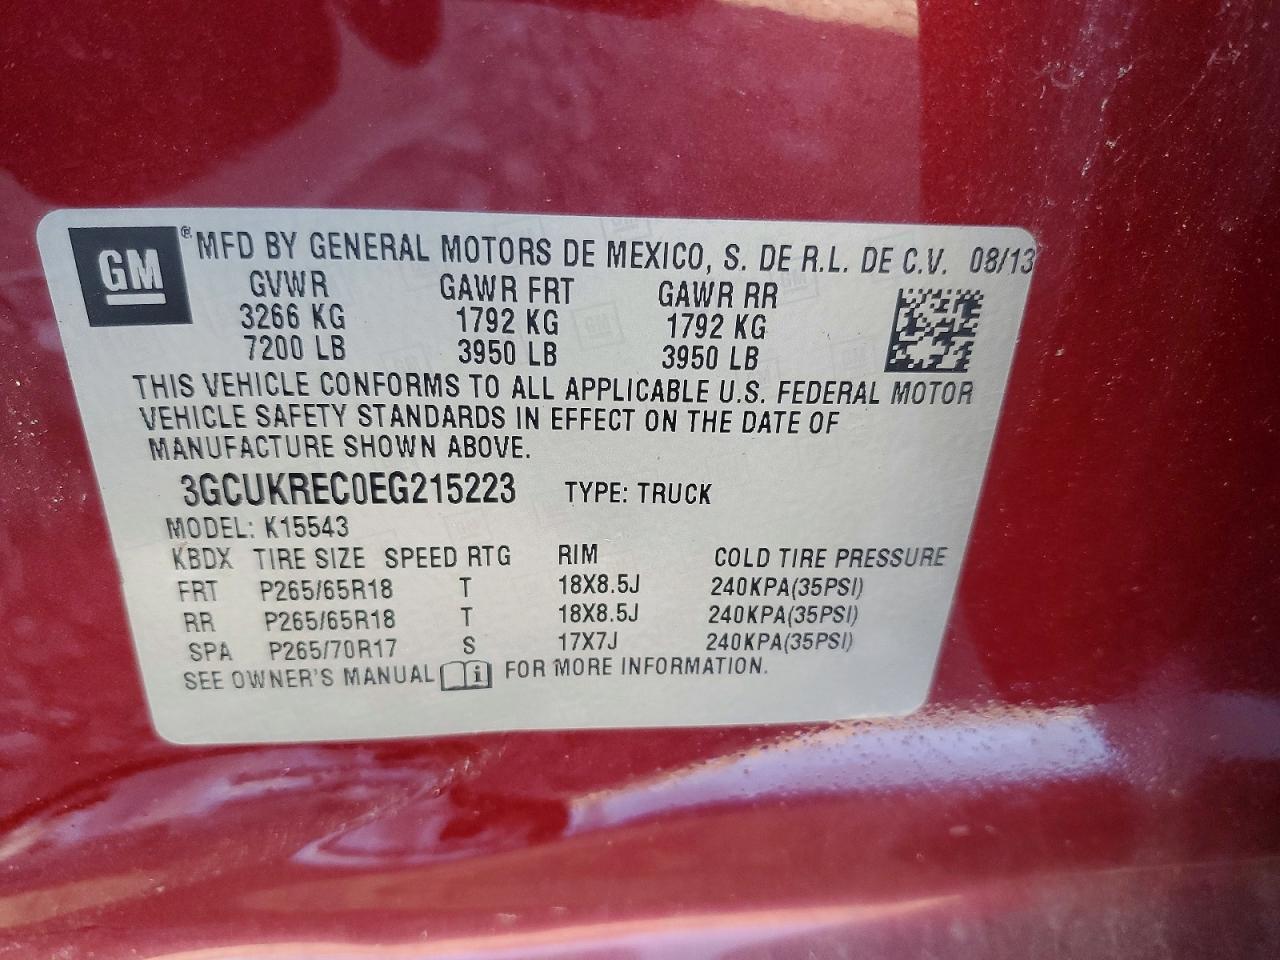 GM ® MFD BY GENERAL MOTORS DE MEXICO, S. DE R.L. DE C.V. 08/13
GVWR GAWR FRT GAWR RR
3266 KG 1792 KG 1792 KG
7200 LB 3950 LB 3950 LB
THIS VEHICLE CONFORMS TO ALL APPLICABLE U.S. FEDERAL MOTOR
VEHICLE SAFETY STANDARDS IN EFFECT ON THE DATE OF
MANUFACTURE SHOWN ABOVE.
3GCUKREC0EG215223 TYPE: TRUCK
MODEL: K15543
KBDX TIRE SIZE SPEED RTG RIM COLD TIRE PRESSURE
FRT P265/65R18 T 18X8.5J 240KPA(35PSI)
RR P265/65R18 T 18X8.5J 240KPA(35PSI)
SPA P265/70R17 S 17X7J 240KPA(35PSI)
SEE OWNER'S MANUAL i FOR MORE INFORMATION.